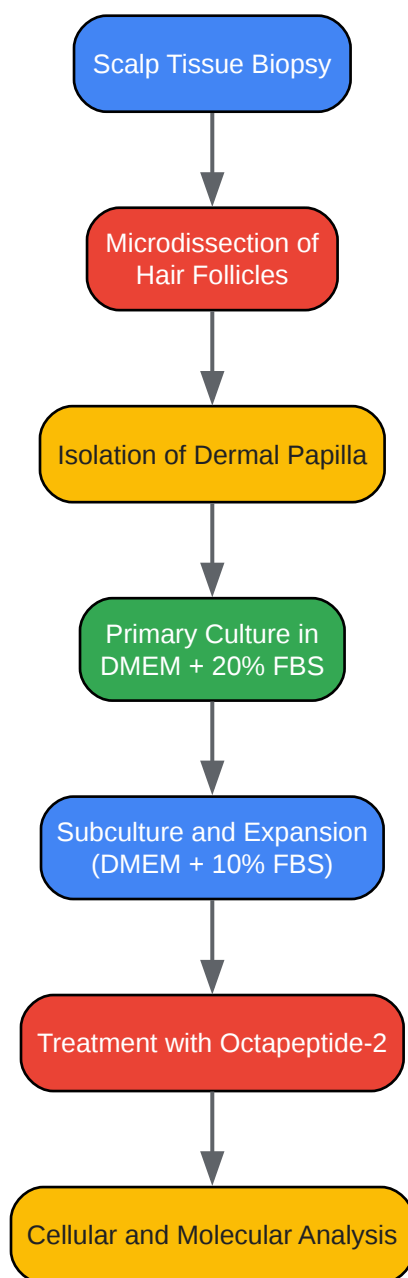 Scalp Tissue Biopsy
Microdissection of
Hair Follicles
Isolation of Dermal Papilla
Primary Culture in
DMEM + 20% FBS
Subculture and Expansion
(DMEM + 10% FBS)
Treatment with Octapeptide-2
Cellular and Molecular Analysis